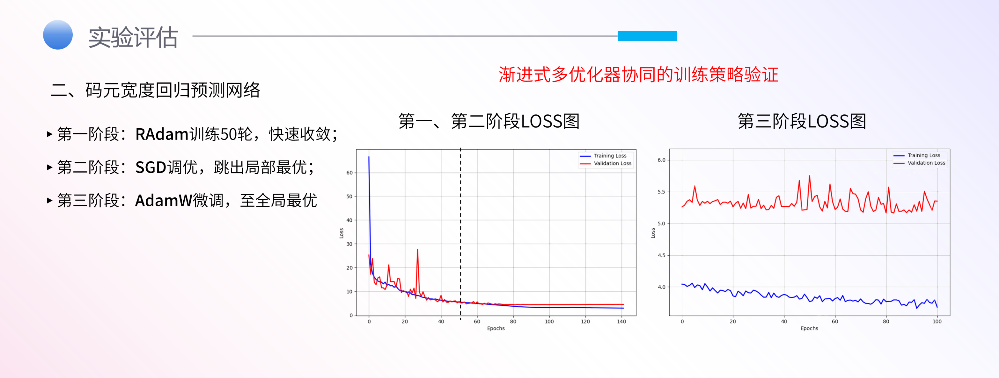 实验评估
渐进式多优化器协同的训练策略验证
二、码元宽度回归预测网络
▸第一阶段：RAdam训练50轮，快速收敛；
▸第二阶段：SGD调优，跳出局部最优；
▸第三阶段：AdamW微调，至全局最优
第一、第二阶段LOSS图
Training Loss
Validation Loss
60
50
40
30
20
10
0
Loss
0 20 40 60 80 100 120 140
Epochs
第三阶段LOSS图
Training Loss
Validation Loss
6.0
5.5
5.0
4.5
4.0
Loss
0 20 40 60 80 100
Epochs